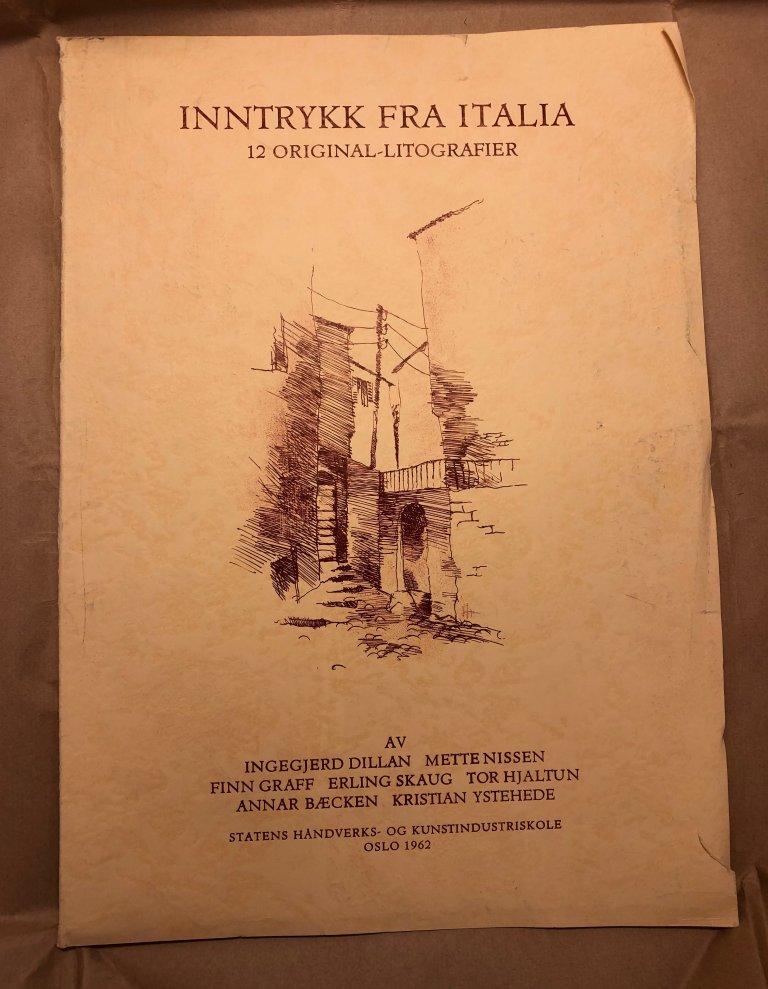 INNTRYKK FRA ITALIA
12 ORIGINAL-LITOGRAFIER
AV
INGEGJERD DILLAN METTE NISSEN
FINN GRAFF ERLING SKAUG TOR HJALTUN
ANNAR BÆCKEN KRISTIAN YSTEHEDE
STATENS HÅNDVERKS- OG KUNSTINDUSTRISKOLE
OSLO 1962